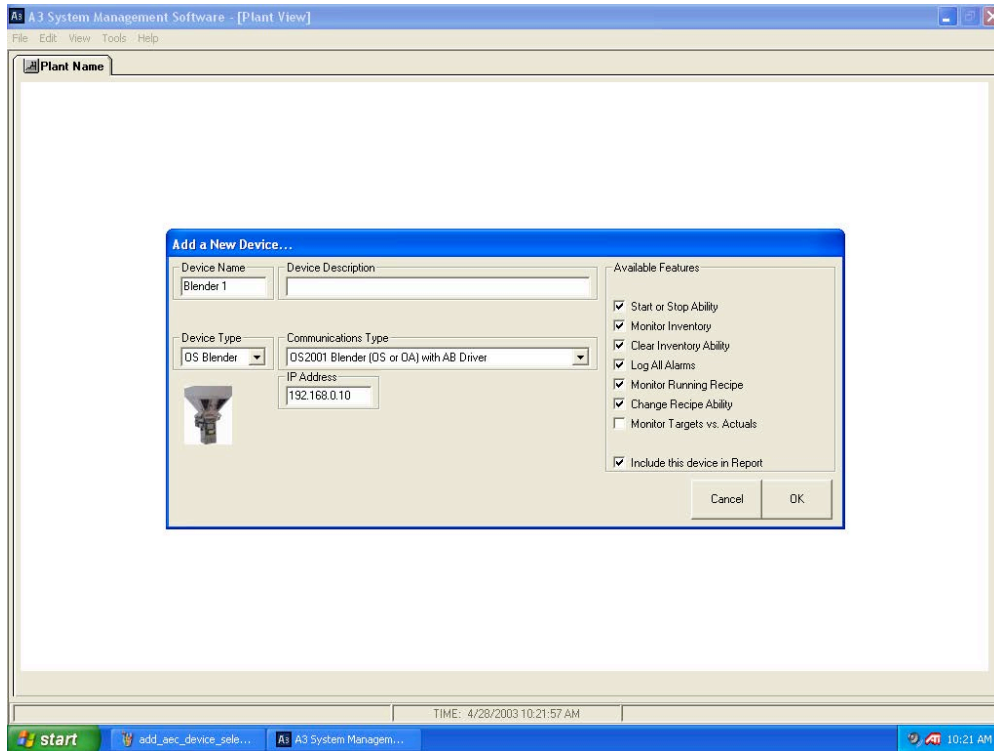 A3 A3 System Management Software - [Plant View]
File Edit View Tools Help
Plant Name
Add a New Device...
Device Name
Blender 1
Device Description
Device Type
OS Blender
Communications Type
OS2001 Blender (OS or OA) with AB Driver
IP Address
192.168.0.10
Available Features
Start or Stop Ability
Monitor Inventory
Clear Inventory Ability
Log All Alarms
Monitor Running Recipe
Change Recipe Ability
Monitor Targets vs. Actuals
Include this device in Report
Cancel
OK
TIME: 4/28/2003 10:21:57 AM
start
add_aec_device_sele...
A3 A3 System Managem...
ATI
10:21 AM